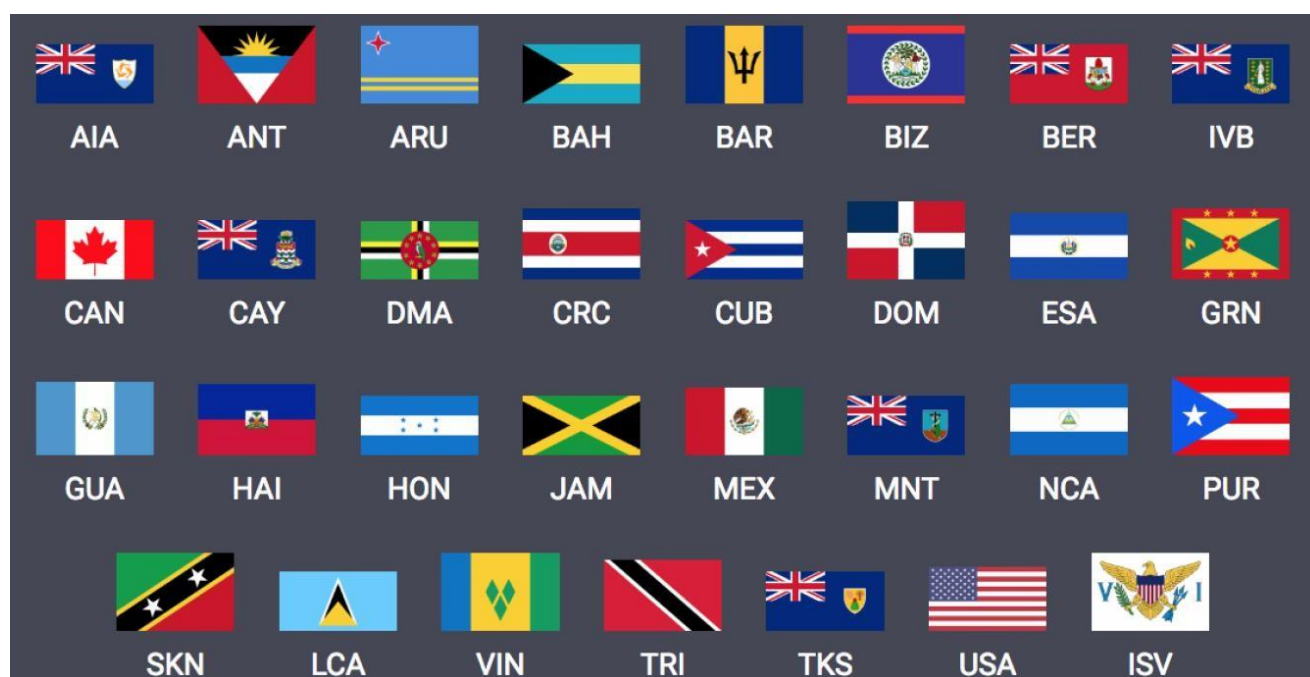 AIA ANT ARU BAH BAR BIZ BER IVB
CAN CAY DMA CRC CUB DOM ESA GRN
GUA HAI HON JAM MEX MNT NCA PUR
V I
SKN LCA VIN TRI TKS USA ISV